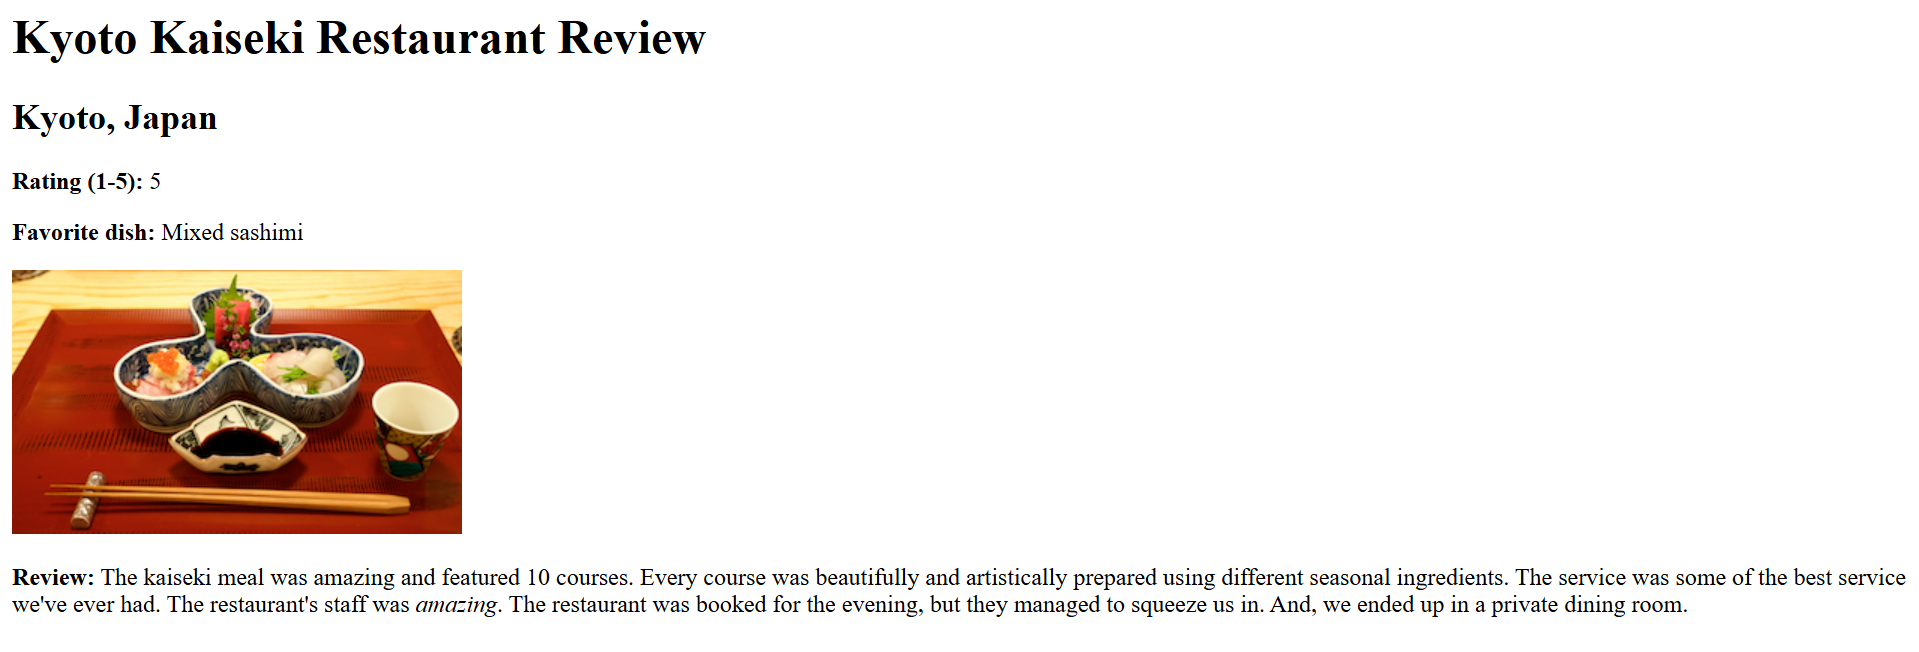 Kyoto Kaiseki Restaurant Review
Kyoto, Japan
Rating (1-5): 5
Favorite dish: Mixed sashimi
Review: The kaiseki meal was amazing and featured 10 courses. Every course was beautifully and artistically prepared using different seasonal ingredients. The service was some of the best service
we've ever had. The restaurant's staff was amazing. The restaurant was booked for the evening, but they managed to squeeze us in. And, we ended up in a private dining room.